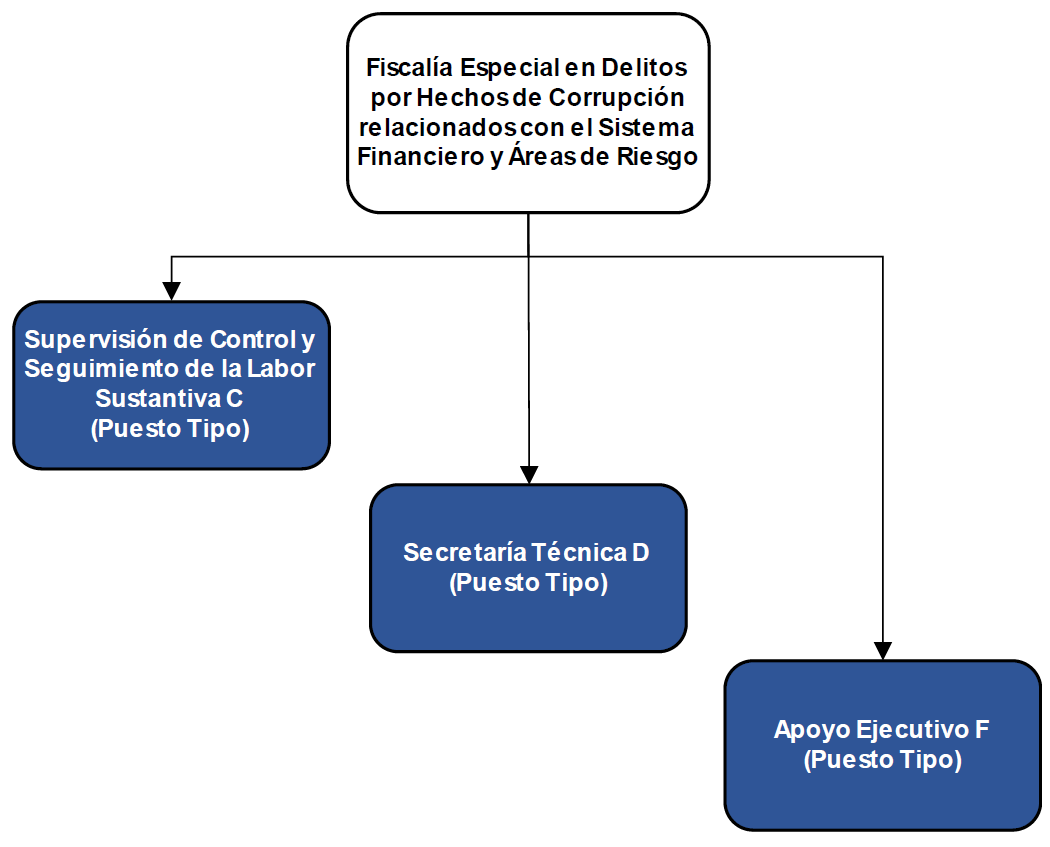 Fiscalía Especial en Delitos
por Hechos de Corrupción
relacionados con el Sistema
Financiero y Áreas de Riesgo
Supervisión de Control y
Seguimiento de la Labor
Sustantiva C
(Puesto Tipo)
Secretaría Técnica D
(Puesto Tipo)
Apoyo Ejecutivo F
(Puesto Tipo)